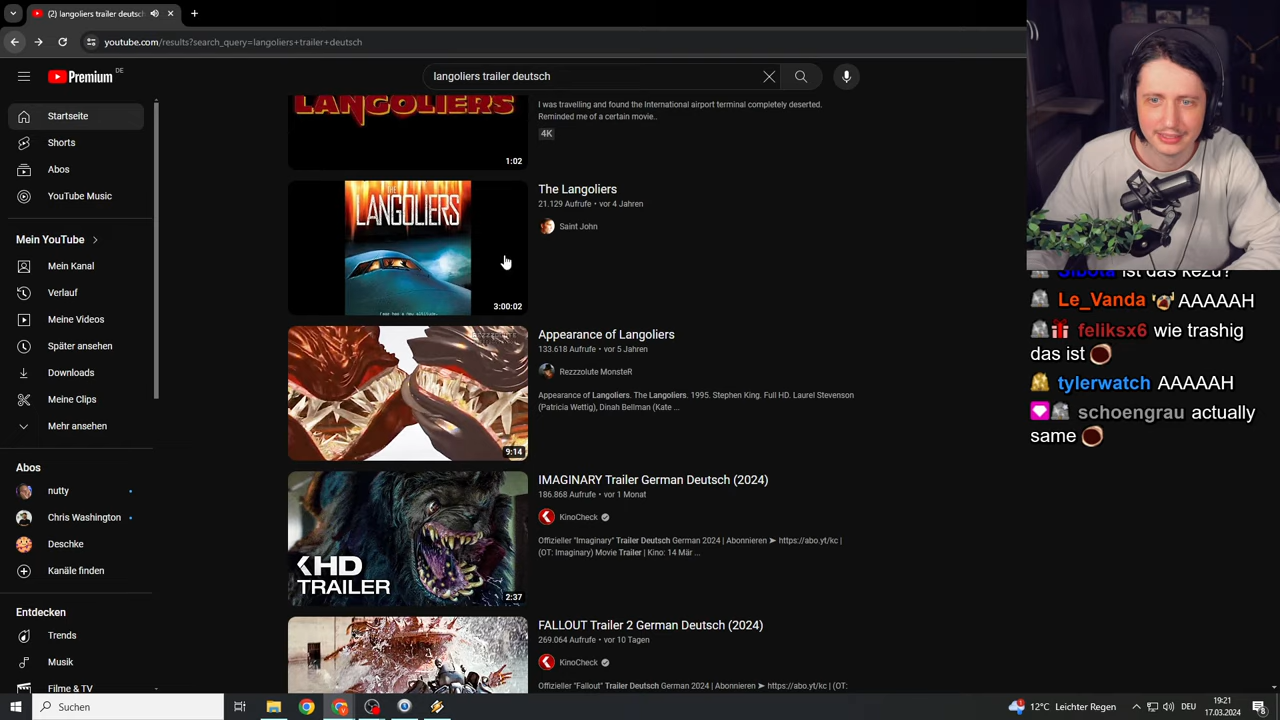 (2) langoliers trailer deuts
youtube.com/results?search_query=langoliers+trailer+deutsch
Premium DE
langoliers trailer deutsch
Startseite
Shorts
Abos
YouTube Music
Mein YouTube
Mein Kanal
Verlauf
Meine Videos
Später ansehen
Downloads
Meine Clips
Mehr ansehen
Abos
nutty
Chris Washington
Deschke
Kanäle finden
Entdecken
Trends
Musik
Filme & TV
LANGOLIERS
1:02
I was travelling and found the International airport terminal completely deserted.
Reminded me of a certain movie..
4K
LANGOLIERS
3:00:02
The Langoliers
21.129 Aufrufe • vor 4 Jahren
Saint John
9:14
Appearance of Langoliers
133.618 Aufrufe • vor 5 Jahren
Rezzzolute MonsteR
Appearance of Langoliers. The Langoliers. 1995. Stephen King. Full HD. Laurel Stevenson
(Patricia Wettig), Dinah Bellman (Kate ...
KHD
TRAILER
2:37
IMAGINARY Trailer German Deutsch (2024)
186.868 Aufrufe • vor 1 Monat
KinoCheck
Offizieller "Imaginary" Trailer Deutsch German 2024 | Abonnieren ➤ https://abo.yt/kc |
(OT: Imaginary) Movie Trailer | Kino: 14 Mär ...
FALLOUT Trailer 2 German Deutsch (2024)
269.064 Aufrufe • vor 10 Tagen
KinoCheck
Offizieller "Fallout" Trailer Deutsch German 2024 | Abonnieren ➤ https://abo.yt/kc | (OT:
ist das kezu?
Le_Vanda AAAAAH
feliksx6 wie trashig
das ist
tylerwatch AAAAAH
schoengrau actually
same
Suchen
12°C Leichter Regen
DEU
19:21
17.03.2024
8